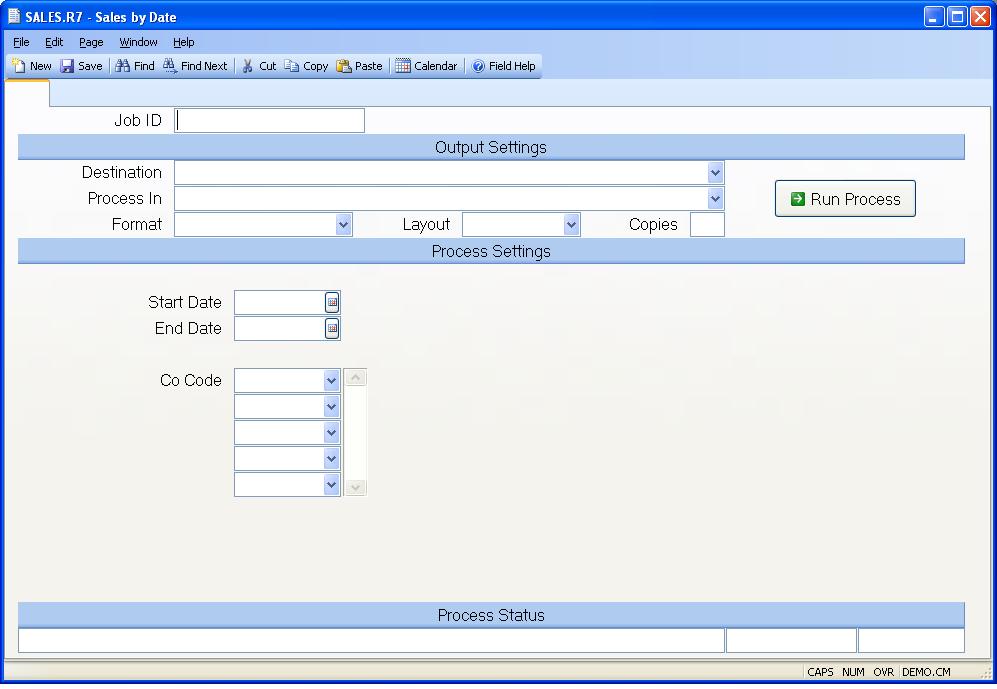 SALES.R7 - Sales by Date
File Edit Page Window Help
New Save Find Find Next Cut Copy Paste Calendar Field Help
Job ID
Output Settings
Destination
Process In
Run Process
Format Layout Copies
Process Settings
Start Date
End Date
Co Code
Process Status
CAPS NUM OVR DEMO.CM